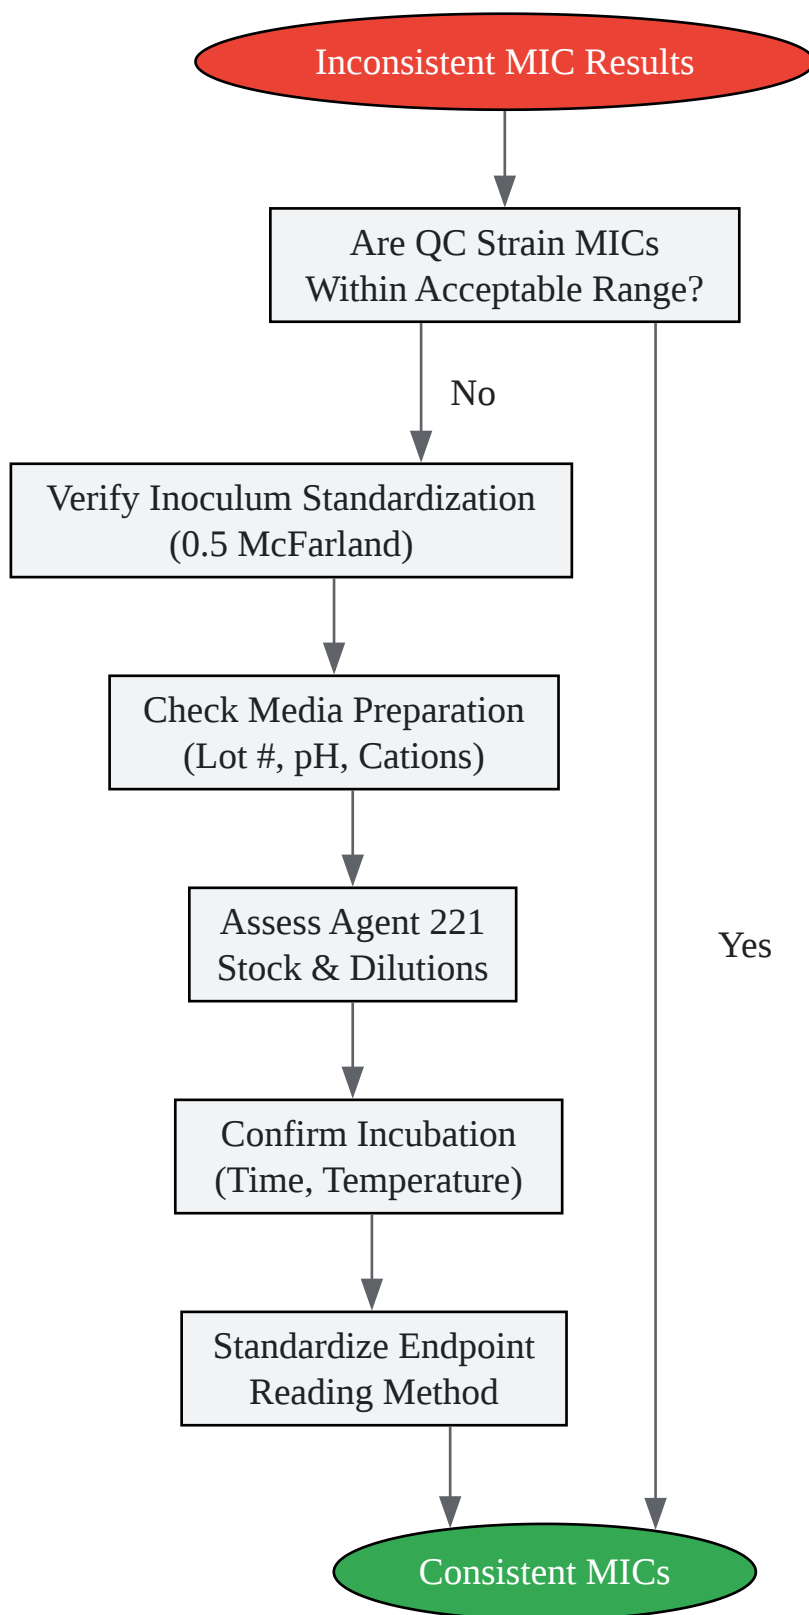 Inconsistent MIC Results
Are QC Strain MICs
Within Acceptable Range?
No
Verify Inoculum Standardization
(0.5 McFarland)
Check Media Preparation
(Lot #, pH, Cations)
Assess Agent 221
Stock & Dilutions
Yes
Confirm Incubation
(Time, Temperature)
Standardize Endpoint
Reading Method
Consistent MICs